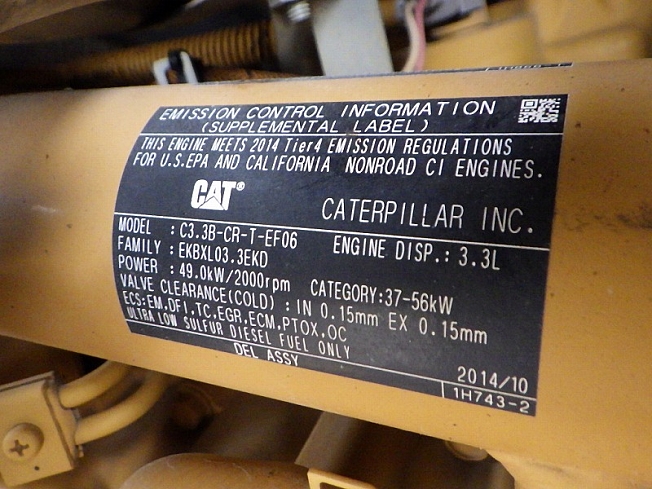 EMISSION CONTROL INFORMATION
(SUPPLEMENTAL LABEL)
THIS ENGINE MEETS 2014 Tier4 EMISSION REGULATIONS
FOR U.S.EPA AND CALIFORNIA NONROAD CI ENGINES.
CAT® CATERPILLAR INC.
MODEL : C3.3B-CR-T-EF06 ENGINE DISP.: 3.3L
FAMILY : EKBXL03.3EKD
POWER : 49.0kW/2000rpm CATEGORY:37-56kW
VALVE CLEARANCE(COLD) : IN 0.15mm EX 0.15mm
ECS:EM,DFI,TC,EGR,ECM,PTOX,OC
ULTRA LOW SULFUR DIESEL FUEL ONLY
DEL ASSY 2014/10
1H743-2